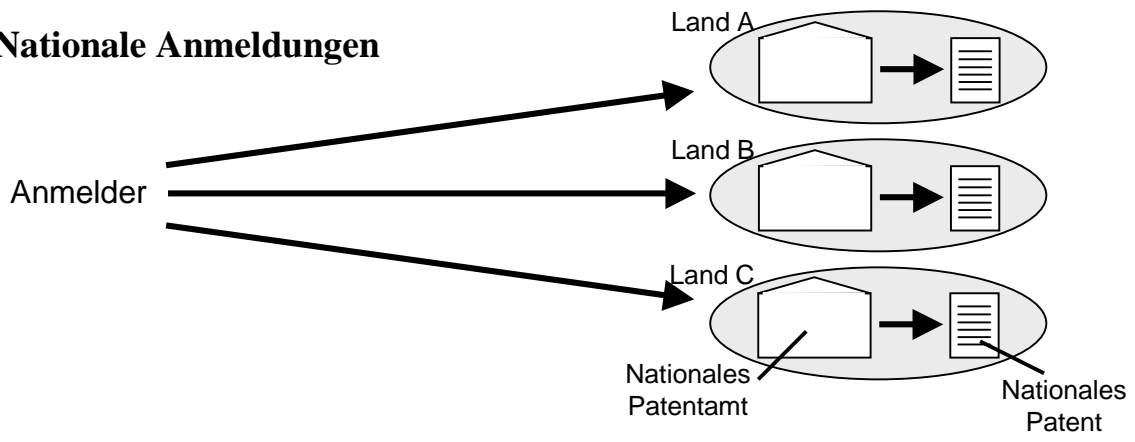 Nationale Anmeldungen
Land A
Land B
Anmelder
Land C
Nationales
Patentamt
Nationales
Patent